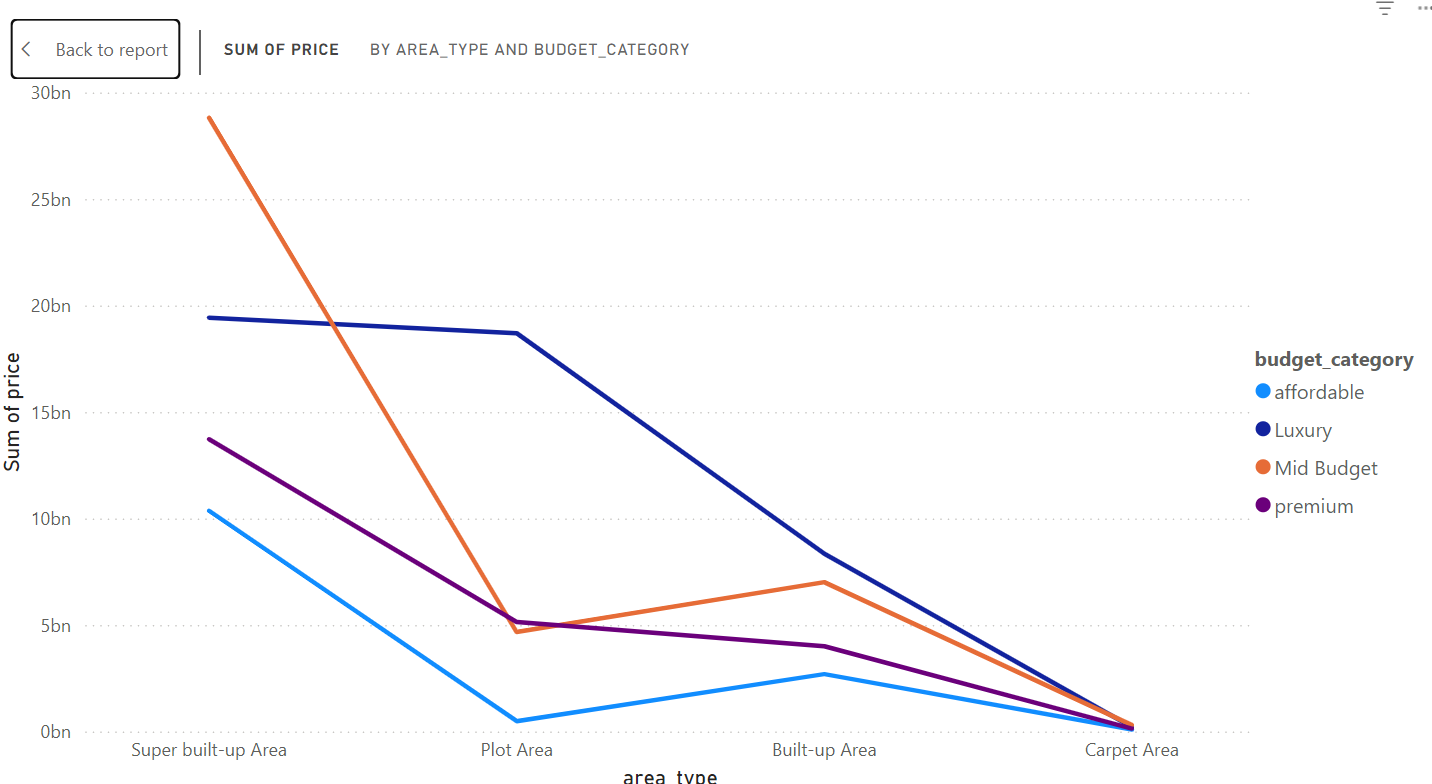 Back to report
SUM OF PRICE BY AREA_TYPE AND BUDGET_CATEGORY
30bn
25bn
20bn
15bn
10bn
5bn
0bn
Sum of price
Super built-up Area Plot Area Built-up Area Carpet Area
area_type
budget_category
affordable
Luxury
Mid Budget
premium